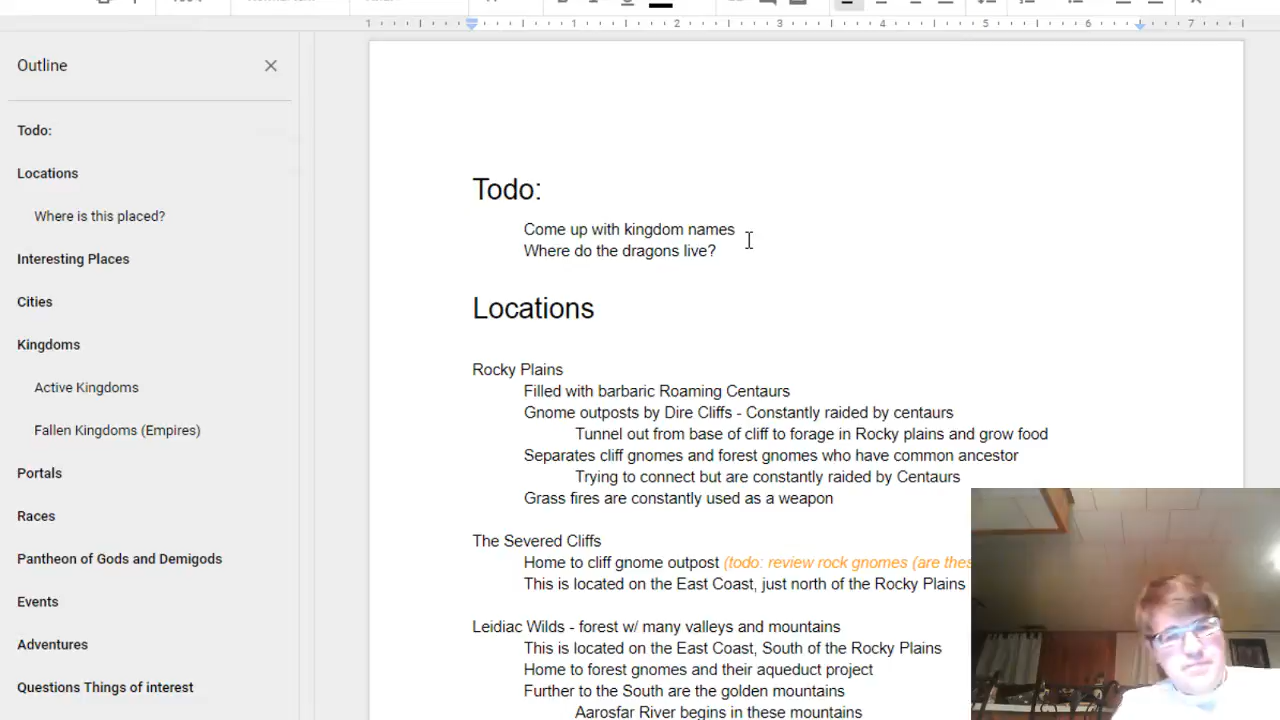 Outline
Todo:
Locations
Where is this placed?
Interesting Places
Cities
Kingdoms
Active Kingdoms
Fallen Kingdoms (Empires)
Portals
Races
Pantheon of Gods and Demigods
Events
Adventures
Questions Things of interest
1 1 2 3 4 5 6 7
Todo:
Come up with kingdom names
Where do the dragons live?
Locations
Rocky Plains
Filled with barbaric Roaming Centaurs
Gnome outposts by Dire Cliffs - Constantly raided by centaurs
Tunnel out from base of cliff to forage in Rocky plains and grow food
Separates cliff gnomes and forest gnomes who have common ancestor
Trying to connect but are constantly raided by Centaurs
Grass fires are constantly used as a weapon
The Severed Cliffs
Home to cliff gnome outpost (todo: review rock gnomes (are thes
This is located on the East Coast, just north of the Rocky Plains
Leidiac Wilds - forest w/ many valleys and mountains
This is located on the East Coast, South of the Rocky Plains
Home to forest gnomes and their aqueduct project
Further to the South are the golden mountains
Aarosfar River begins in these mountains